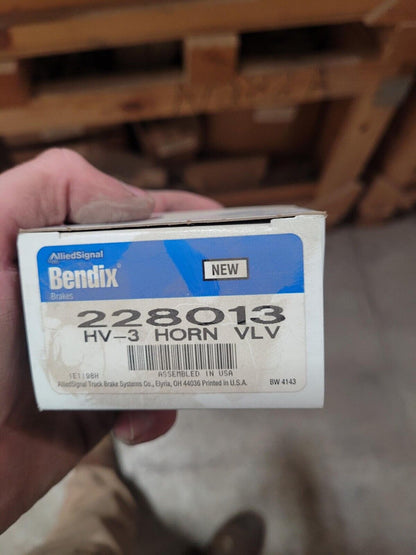 AlliedSignal
Bendix®
Brakes
NEW
228013
HV-3 HORN VLV
ASSEMBLED IN USA
AlliedSignal Truck Brake Systems Co., Elyria, OH 44036 Printed in U.S.A.
BW 4143